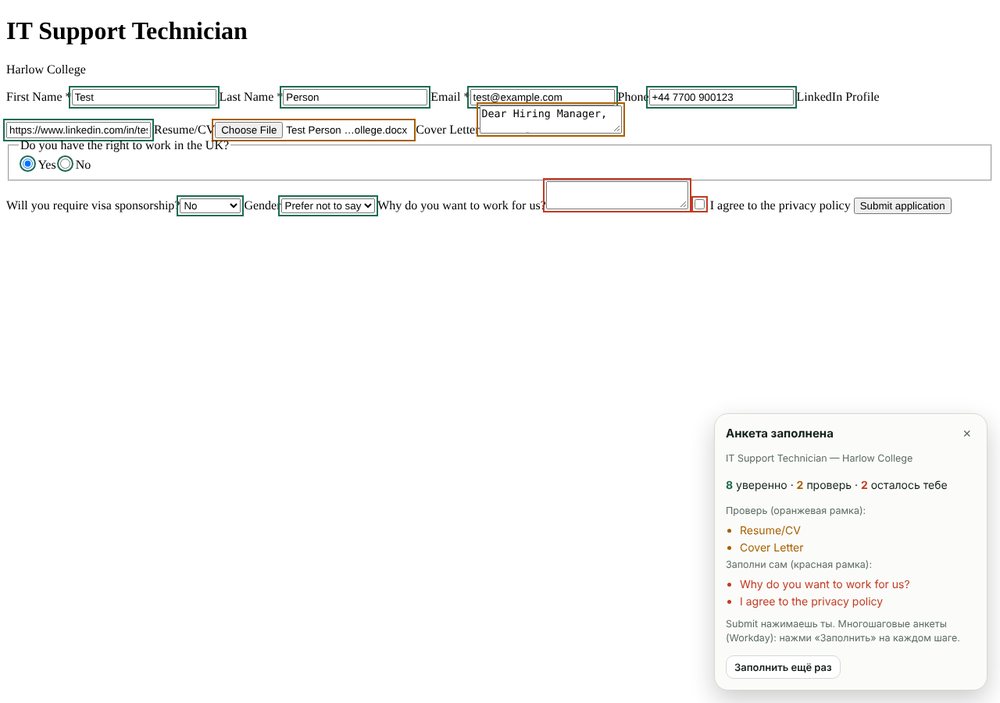 IT Support Technician
Harlow College
First Name * Test Last Name * Person Email * test@example.com Phone +44 7700 900123 LinkedIn Profile
https://www.linkedin.com/in/tes Resume/CV Choose File Test Person ...ollege.docx Cover Letter Dear Hiring Manager,
Do you have the right to work in the UK?
Yes No
Will you require visa sponsorship? No Gender Prefer not to say Why do you want to work for us? I agree to the privacy policy Submit application
Анкета заполнена ×
IT Support Technician — Harlow College
8 уверенно · 2 проверь · 2 осталось тебе
Проверь (оранжевая рамка):
• Resume/CV
• Cover Letter
Заполни сам (красная рамка):
• Why do you want to work for us?
• I agree to the privacy policy
Submit нажимаешь ты. Многошаговые анкеты
(Workday): нажми «Заполнить» на каждом шаге.
Заполнить ещё раз